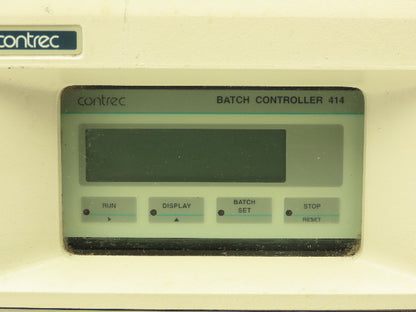 contrec
contrec BATCH CONTROLLER 414
RUN DISPLAY BATCH SET STOP
RESET